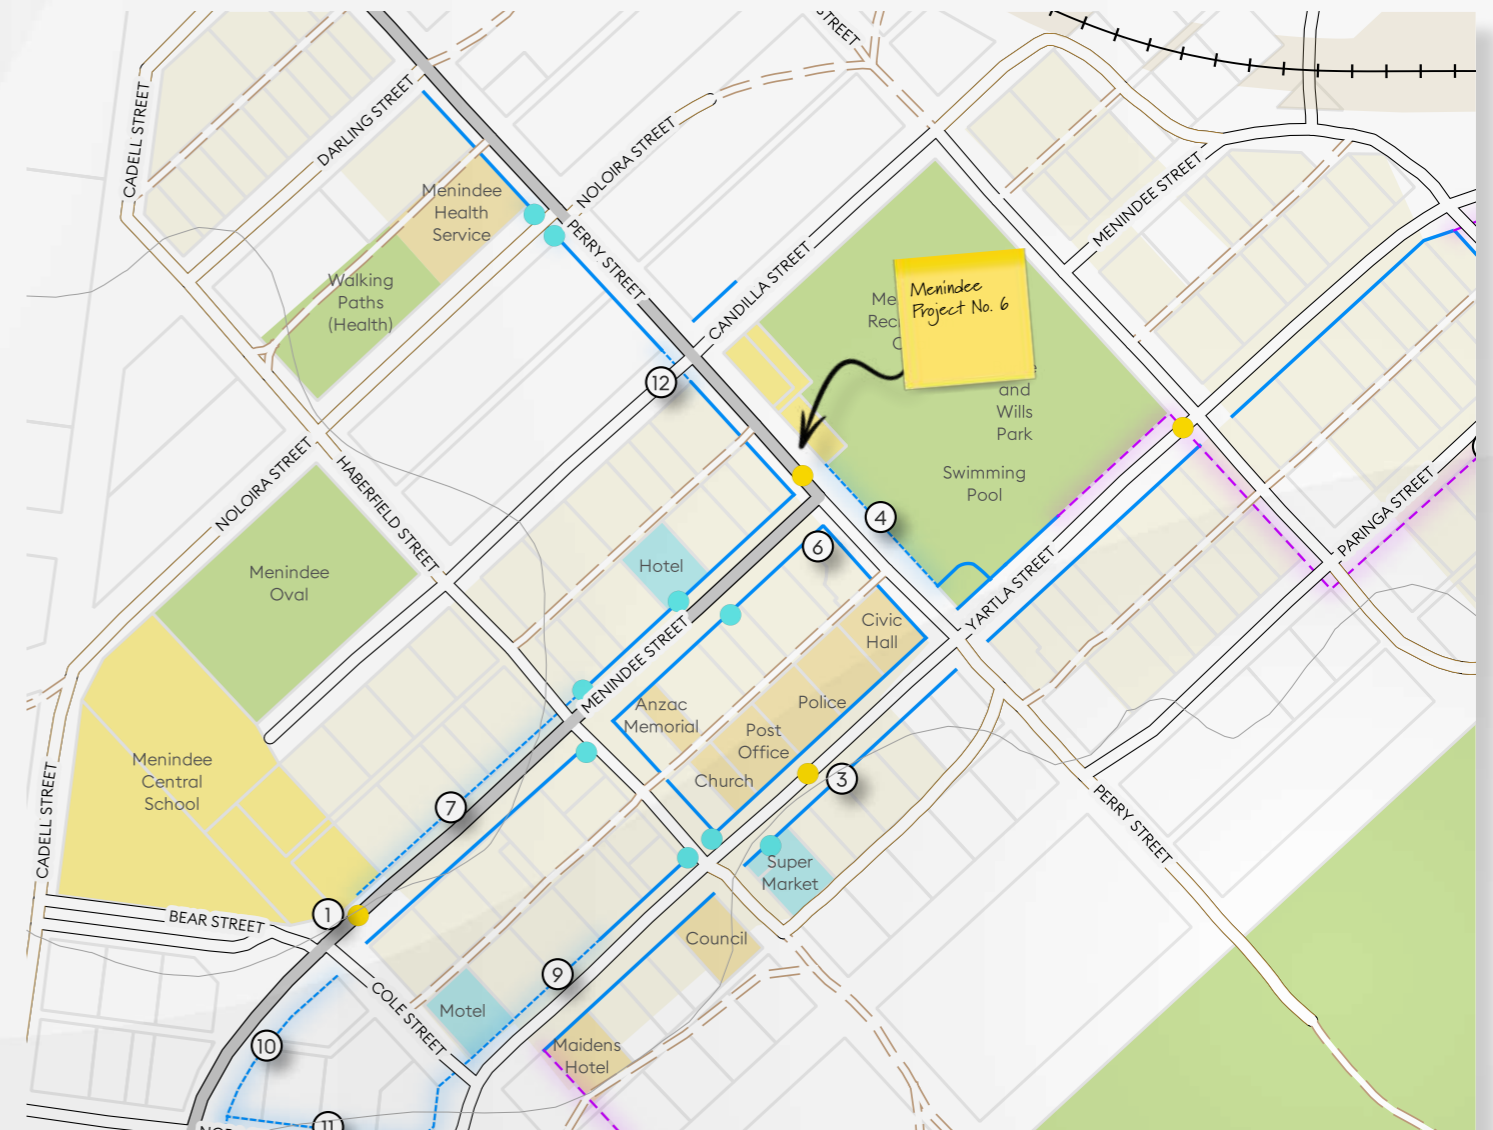 STREET
CADELL STREET
DARLING STREET
NOLOIRA STREET
Menindee
Health
Service
PERRY STREET
MENINDEE STREET
Walking
Paths
(Health)
CANDILLA STREET
Menindee
Project No. 6
and
Wills
Park
12
Swimming
Pool
NOLOIRA STREET
HABERFIELD STREET
4
6
PARINGA STREET
Hotel
Menindee
Oval
YARTLA STREET
Civic
Hall
MENINDEE STREET
Anzac
Memorial
Police
Post
Office
Church
3
Menindee
Central
School
7
CADELL STREET
PERRY STREET
Super
Market
1
BEAR STREET
Council
9
COLE STREET
Motel
10
Maidens
Hotel
11